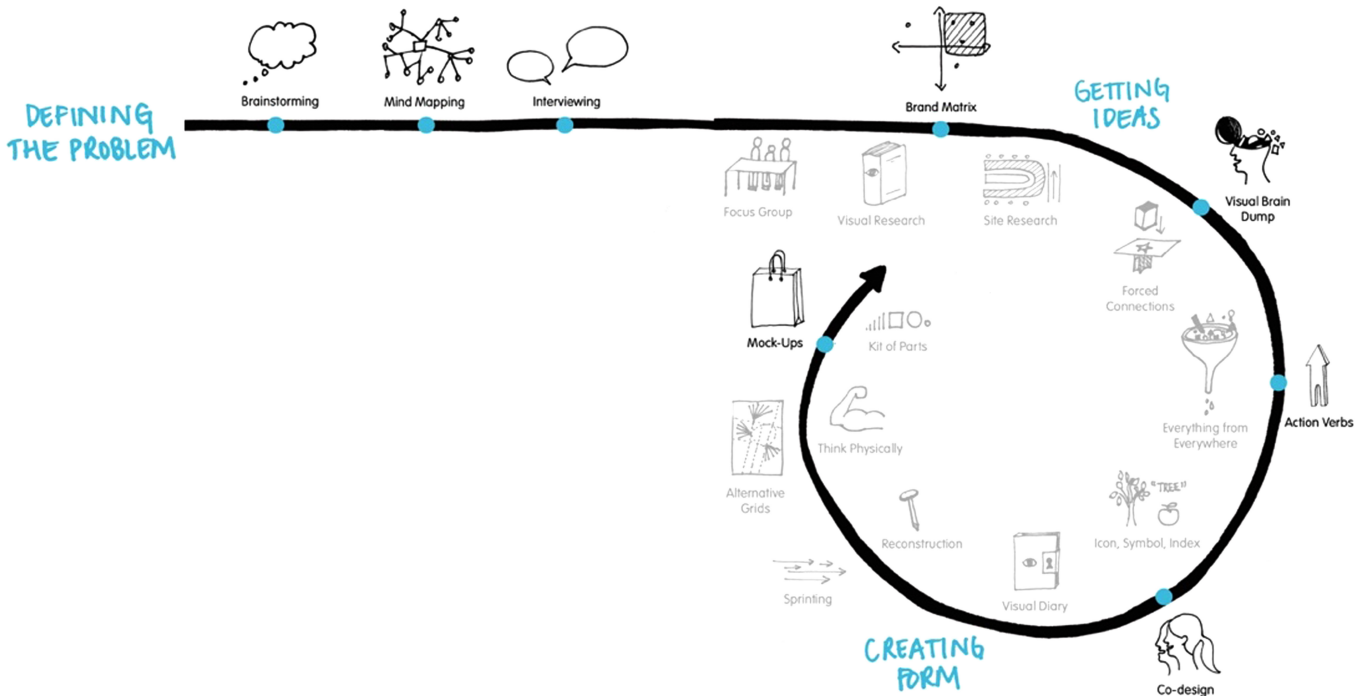 DEFINING
THE PROBLEM
Brainstorming
Mind Mapping
Interviewing
Brand Matrix
GETTING
IDEAS
Focus Group
Visual Research
Site Research
Visual Brain
Dump
Forced
Connections
Everything from
Everywhere
Action Verbs
"TREE"
Icon, Symbol, Index
Co-design
Visual Diary
CREATING
FORM
Reconstruction
Sprinting
Alternative
Grids
Think Physically
Kit of Parts
Mock-Ups